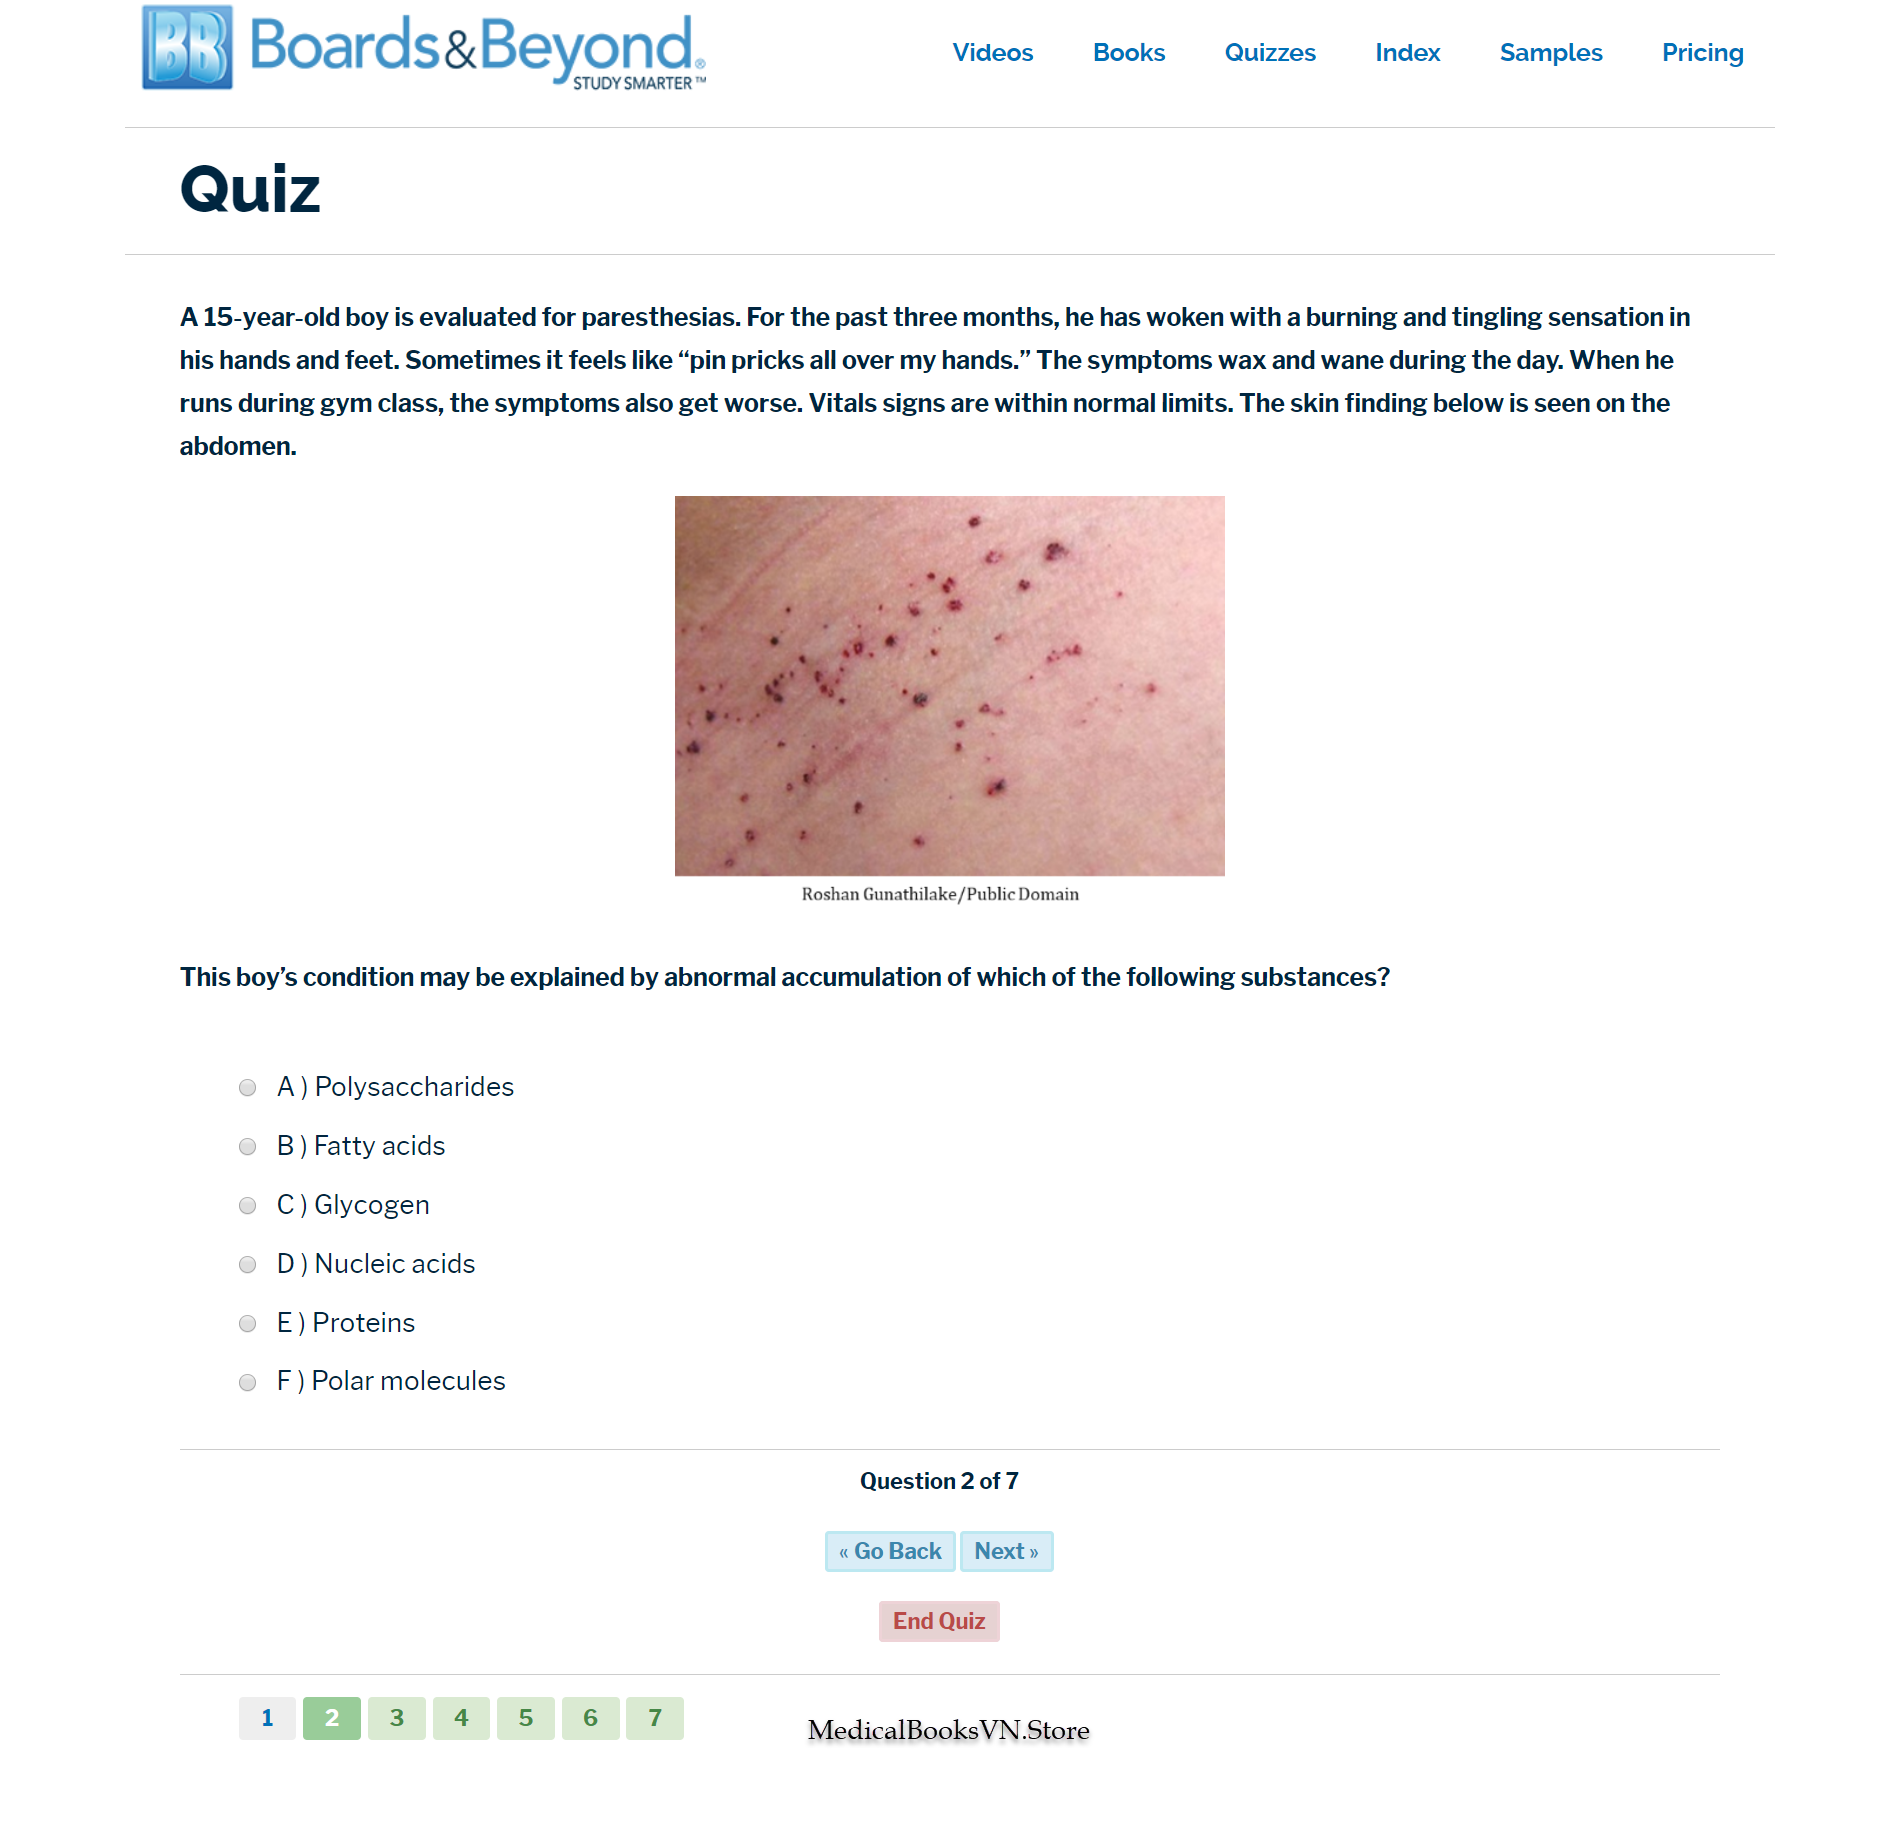 BB Boards&Beyond®
STUDY SMARTER™
Videos Books Quizzes Index Samples Pricing
Quiz
A 15-year-old boy is evaluated for paresthesias. For the past three months, he has woken with a burning and tingling sensation in
his hands and feet. Sometimes it feels like “pin pricks all over my hands.” The symptoms wax and wane during the day. When he
runs during gym class, the symptoms also get worse. Vitals signs are within normal limits. The skin finding below is seen on the
abdomen.
Roshan Gunathilake/Public Domain
This boy’s condition may be explained by abnormal accumulation of which of the following substances?
A ) Polysaccharides
B ) Fatty acids
C ) Glycogen
D ) Nucleic acids
E ) Proteins
F ) Polar molecules
Question 2 of 7
« Go Back Next »
End Quiz
1 2 3 4 5 6 7
MedicalBooksVN.Store